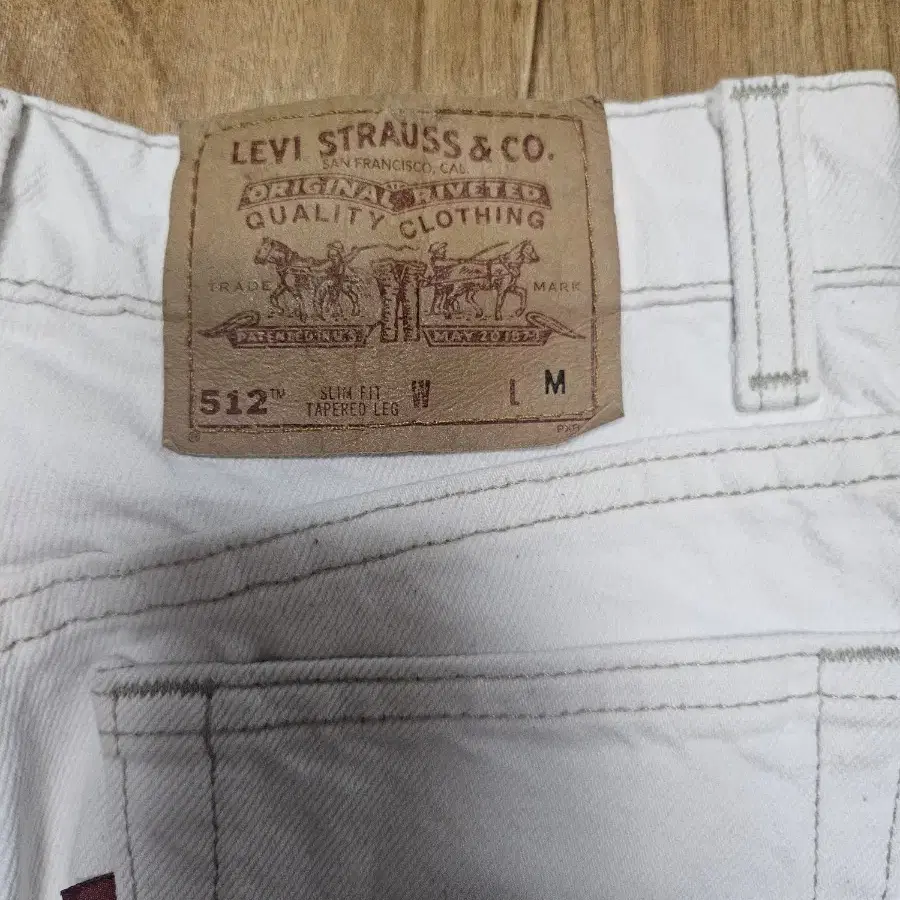 LEVI STRAUSS & CO.
SAN FRANCISCO, CAL.
ORIGINAL RIVETED
QUALITY CLOTHING
TRADE MARK
MAY 20 1873
512™ SLIM FIT W L M
TAPERED LEG
®